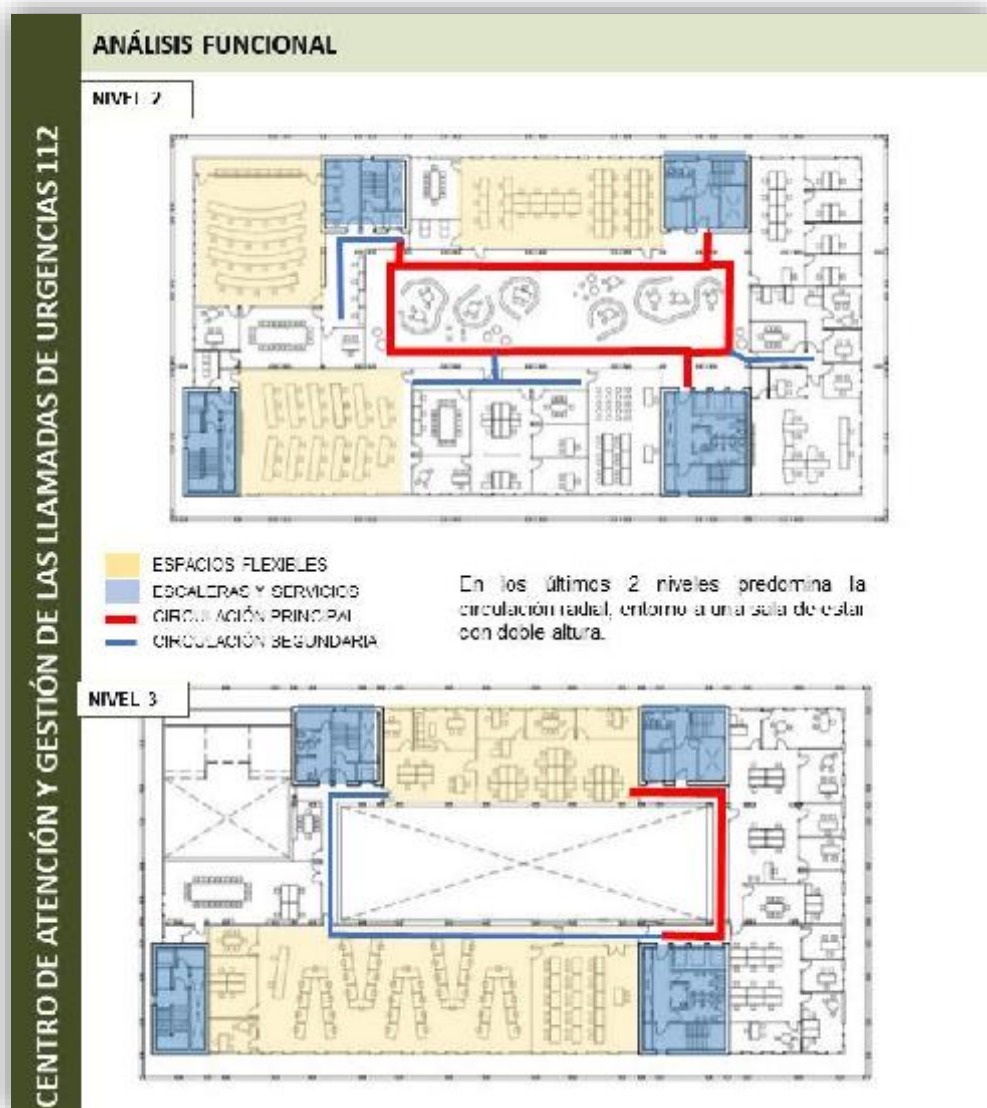 ANÁLISIS FUNCIONAL
NIVEL 2
CENTRO DE ATENCIÓN Y GESTIÓN DE LAS LLAMADAS DE URGENCIAS 112
ESPACIOS FLEXIBLES
ESCALERAS Y SERVICIOS
CIRCULACIÓN PRINCIPAL
CIRCULACIÓN SEGUNDARIA
En los últimos 2 niveles predomina la
circulación radial, entorno a una sala de estar
con doble altura.
NIVEL 3